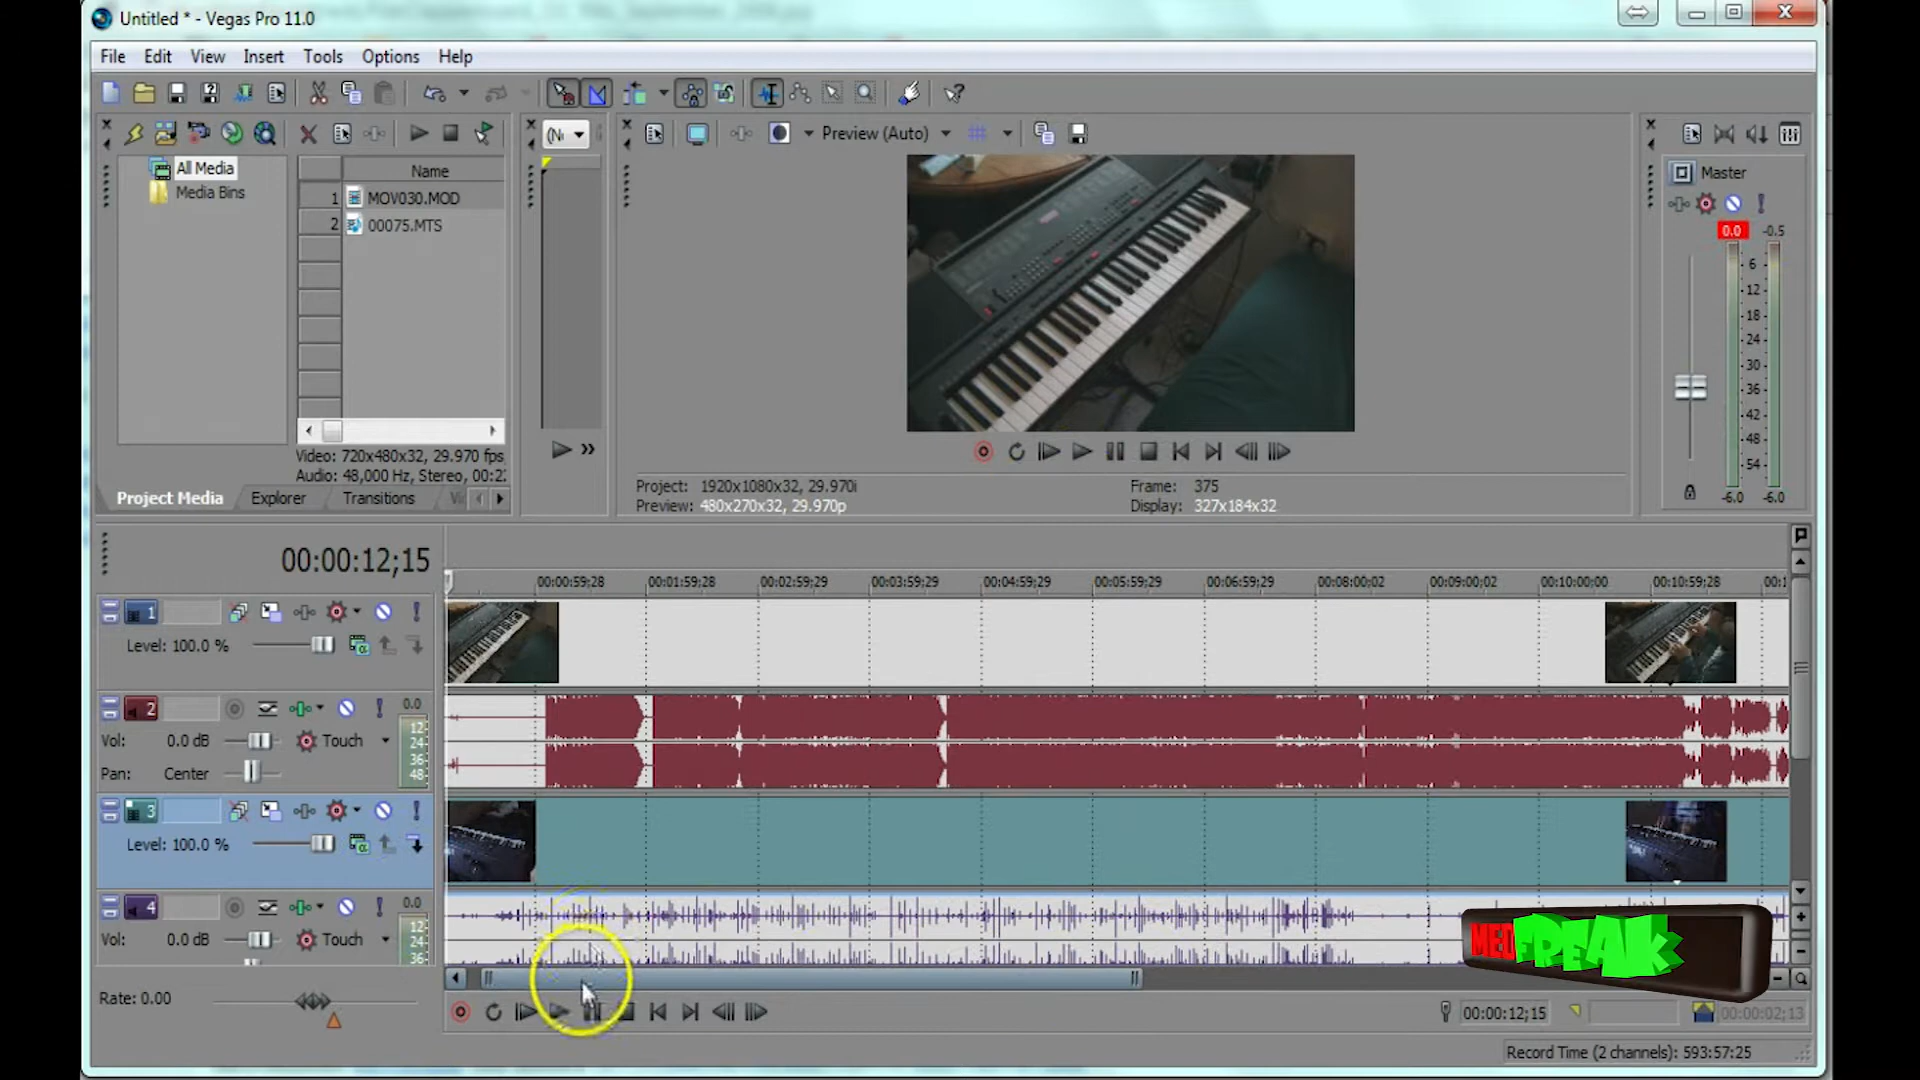 Untitled * - Vegas Pro 11.0
File Edit View Insert Tools Options Help
Preview (Auto)
All Media
Media Bins
Name
1 MOV030.MOD
2 00075.MTS
Video: 720x480x32, 29.970 fps,
Audio: 48,000 Hz, Stereo, 00:2
Project Media Explorer Transitions
Project: 1920x1080x32, 29.970i
Preview: 480x270x32, 29.970p
Frame: 375
Display: 327x184x32
Master
0.0 -0.5
6
12
18
24
30
36
42
48
54
-6.0 -6.0
00:00:12;15
00:00:59;28 00:01:59;28 00:02:59;29 00:03:59;29 00:04:59;29 00:05:59;29 00:06:59;29 00:08:00;02 00:09:00;02 00:10:00;00 00:10:59;28 00:1
1
Level: 100.0 %
2 0.0
Vol: 0.0 dB Touch
Pan: Center
12
24
36
48
3
Level: 100.0 %
4 0.0
Vol: 0.0 dB Touch
12
24
36
FREAK
Rate: 0.00
00:00:12;15
00:00:02;13
Record Time (2 channels): 593:57:25